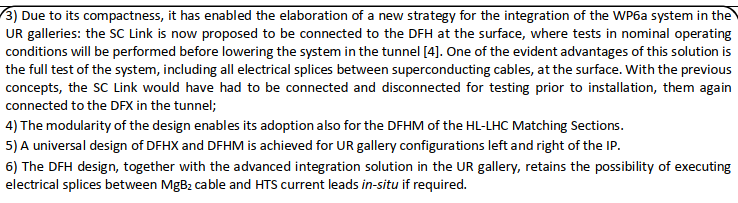 3) Due to its compactness, it has enabled the elaboration of a new strategy for the integration of the WP6a system in the
UR galleries: the SC Link is now proposed to be connected to the DFH at the surface, where tests in nominal operating
conditions will be performed before lowering the system in the tunnel [4]. One of the evident advantages of this solution is
the full test of the system, including all electrical splices between superconducting cables, at the surface. With the previous
concepts, the SC Link would have had to be connected and disconnected for testing prior to installation, them again
connected to the DFX in the tunnel;
4) The modularity of the design enables its adoption also for the DFHM of the HL-LHC Matching Sections.
5) A universal design of DFHX and DFHM is achieved for UR gallery configurations left and right of the IP.
6) The DFH design, together with the advanced integration solution in the UR gallery, retains the possibility of executing
electrical splices between MgB₂ cable and HTS current leads in-situ if required.